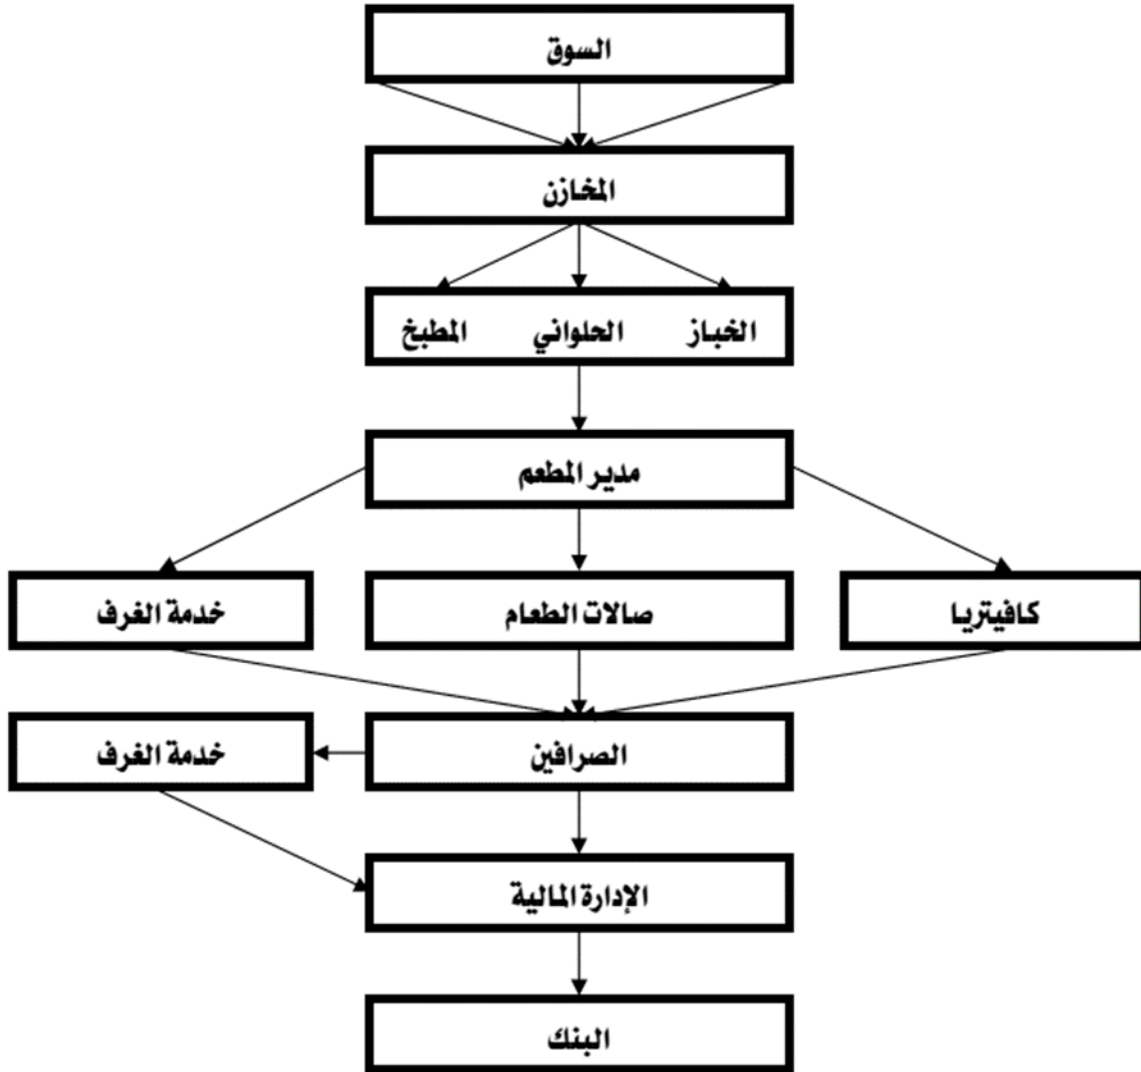 السوق
المخازن
الخباز الحلواني المطبخ
مدير المطعم
كافيتريا صالات الطعام خدمة الغرف
الصرافين خدمة الغرف
الإدارة المالية
البنك